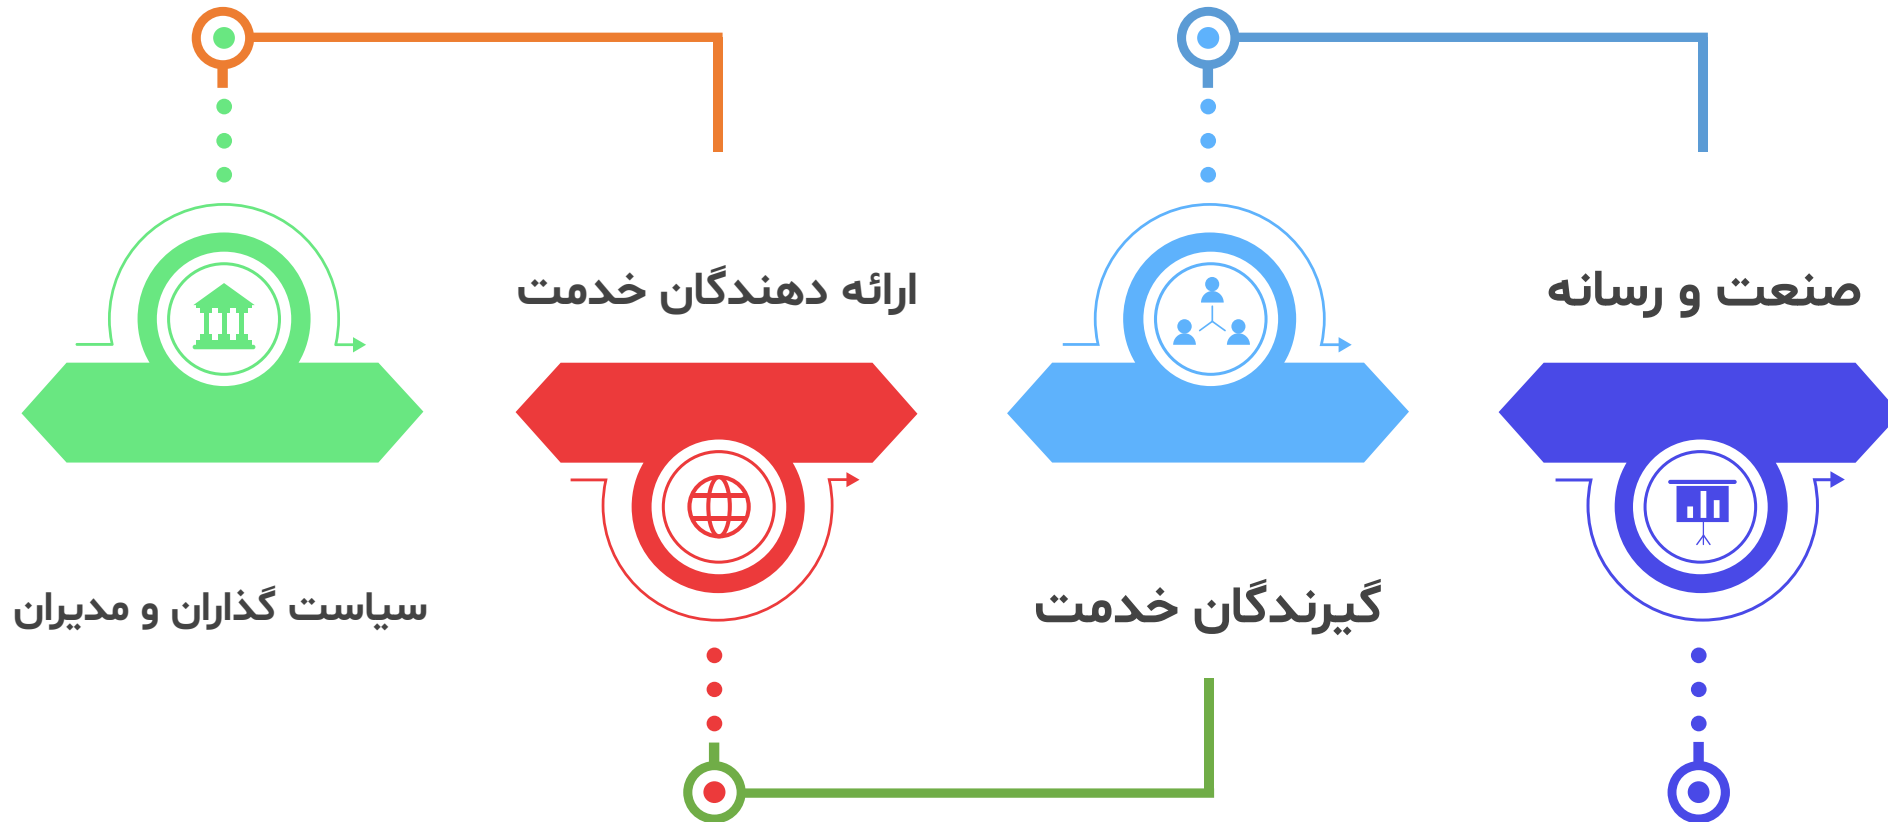 صنعت و رسانه
گیرندگان خدمت
ارائه دهندگان خدمت
سیاست گذاران و مدیران